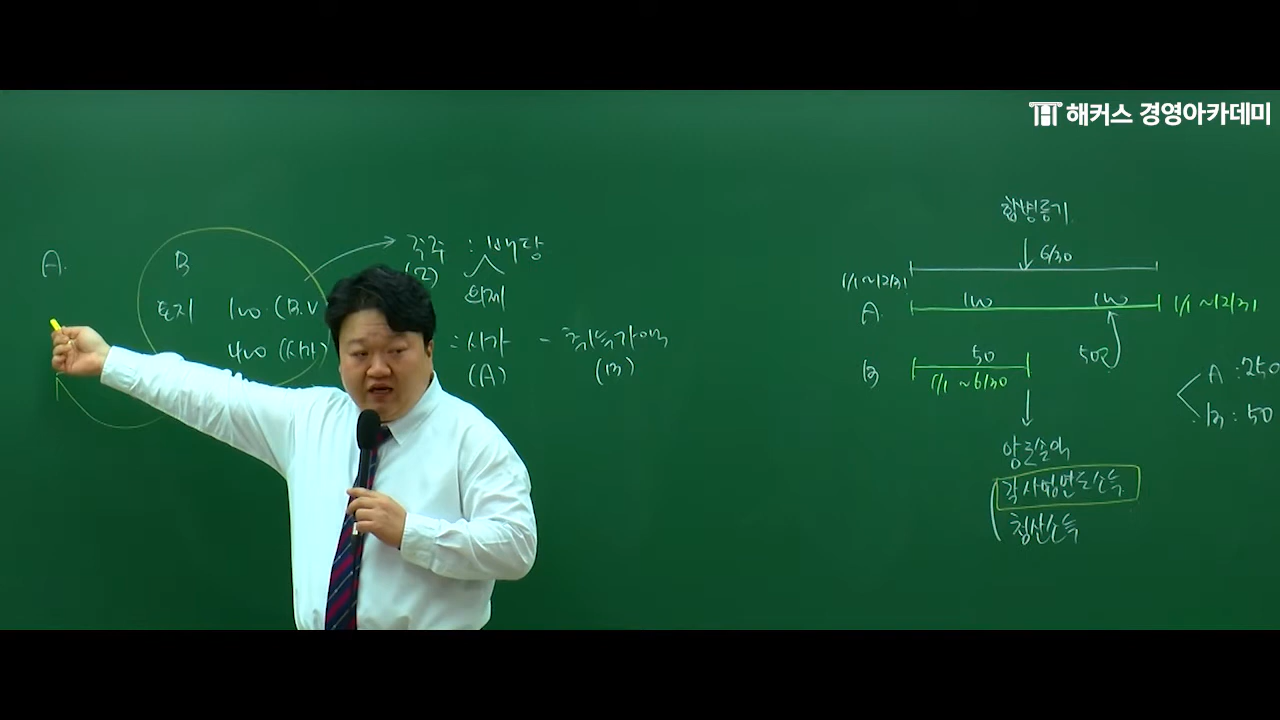 해커스 경영아카데미
A.
B
토지 100 (B.V
400 (시가)
주주 : 배당
(2)
의제
= 시가 - 취득가액
(A) (B)
합병등기
6/30
1/1~12/31
A 100 100 1/1~12/31
50
B 50
1/1~6/30
A : 250
B : 50
양도손익
각사업연도소득
청산소득